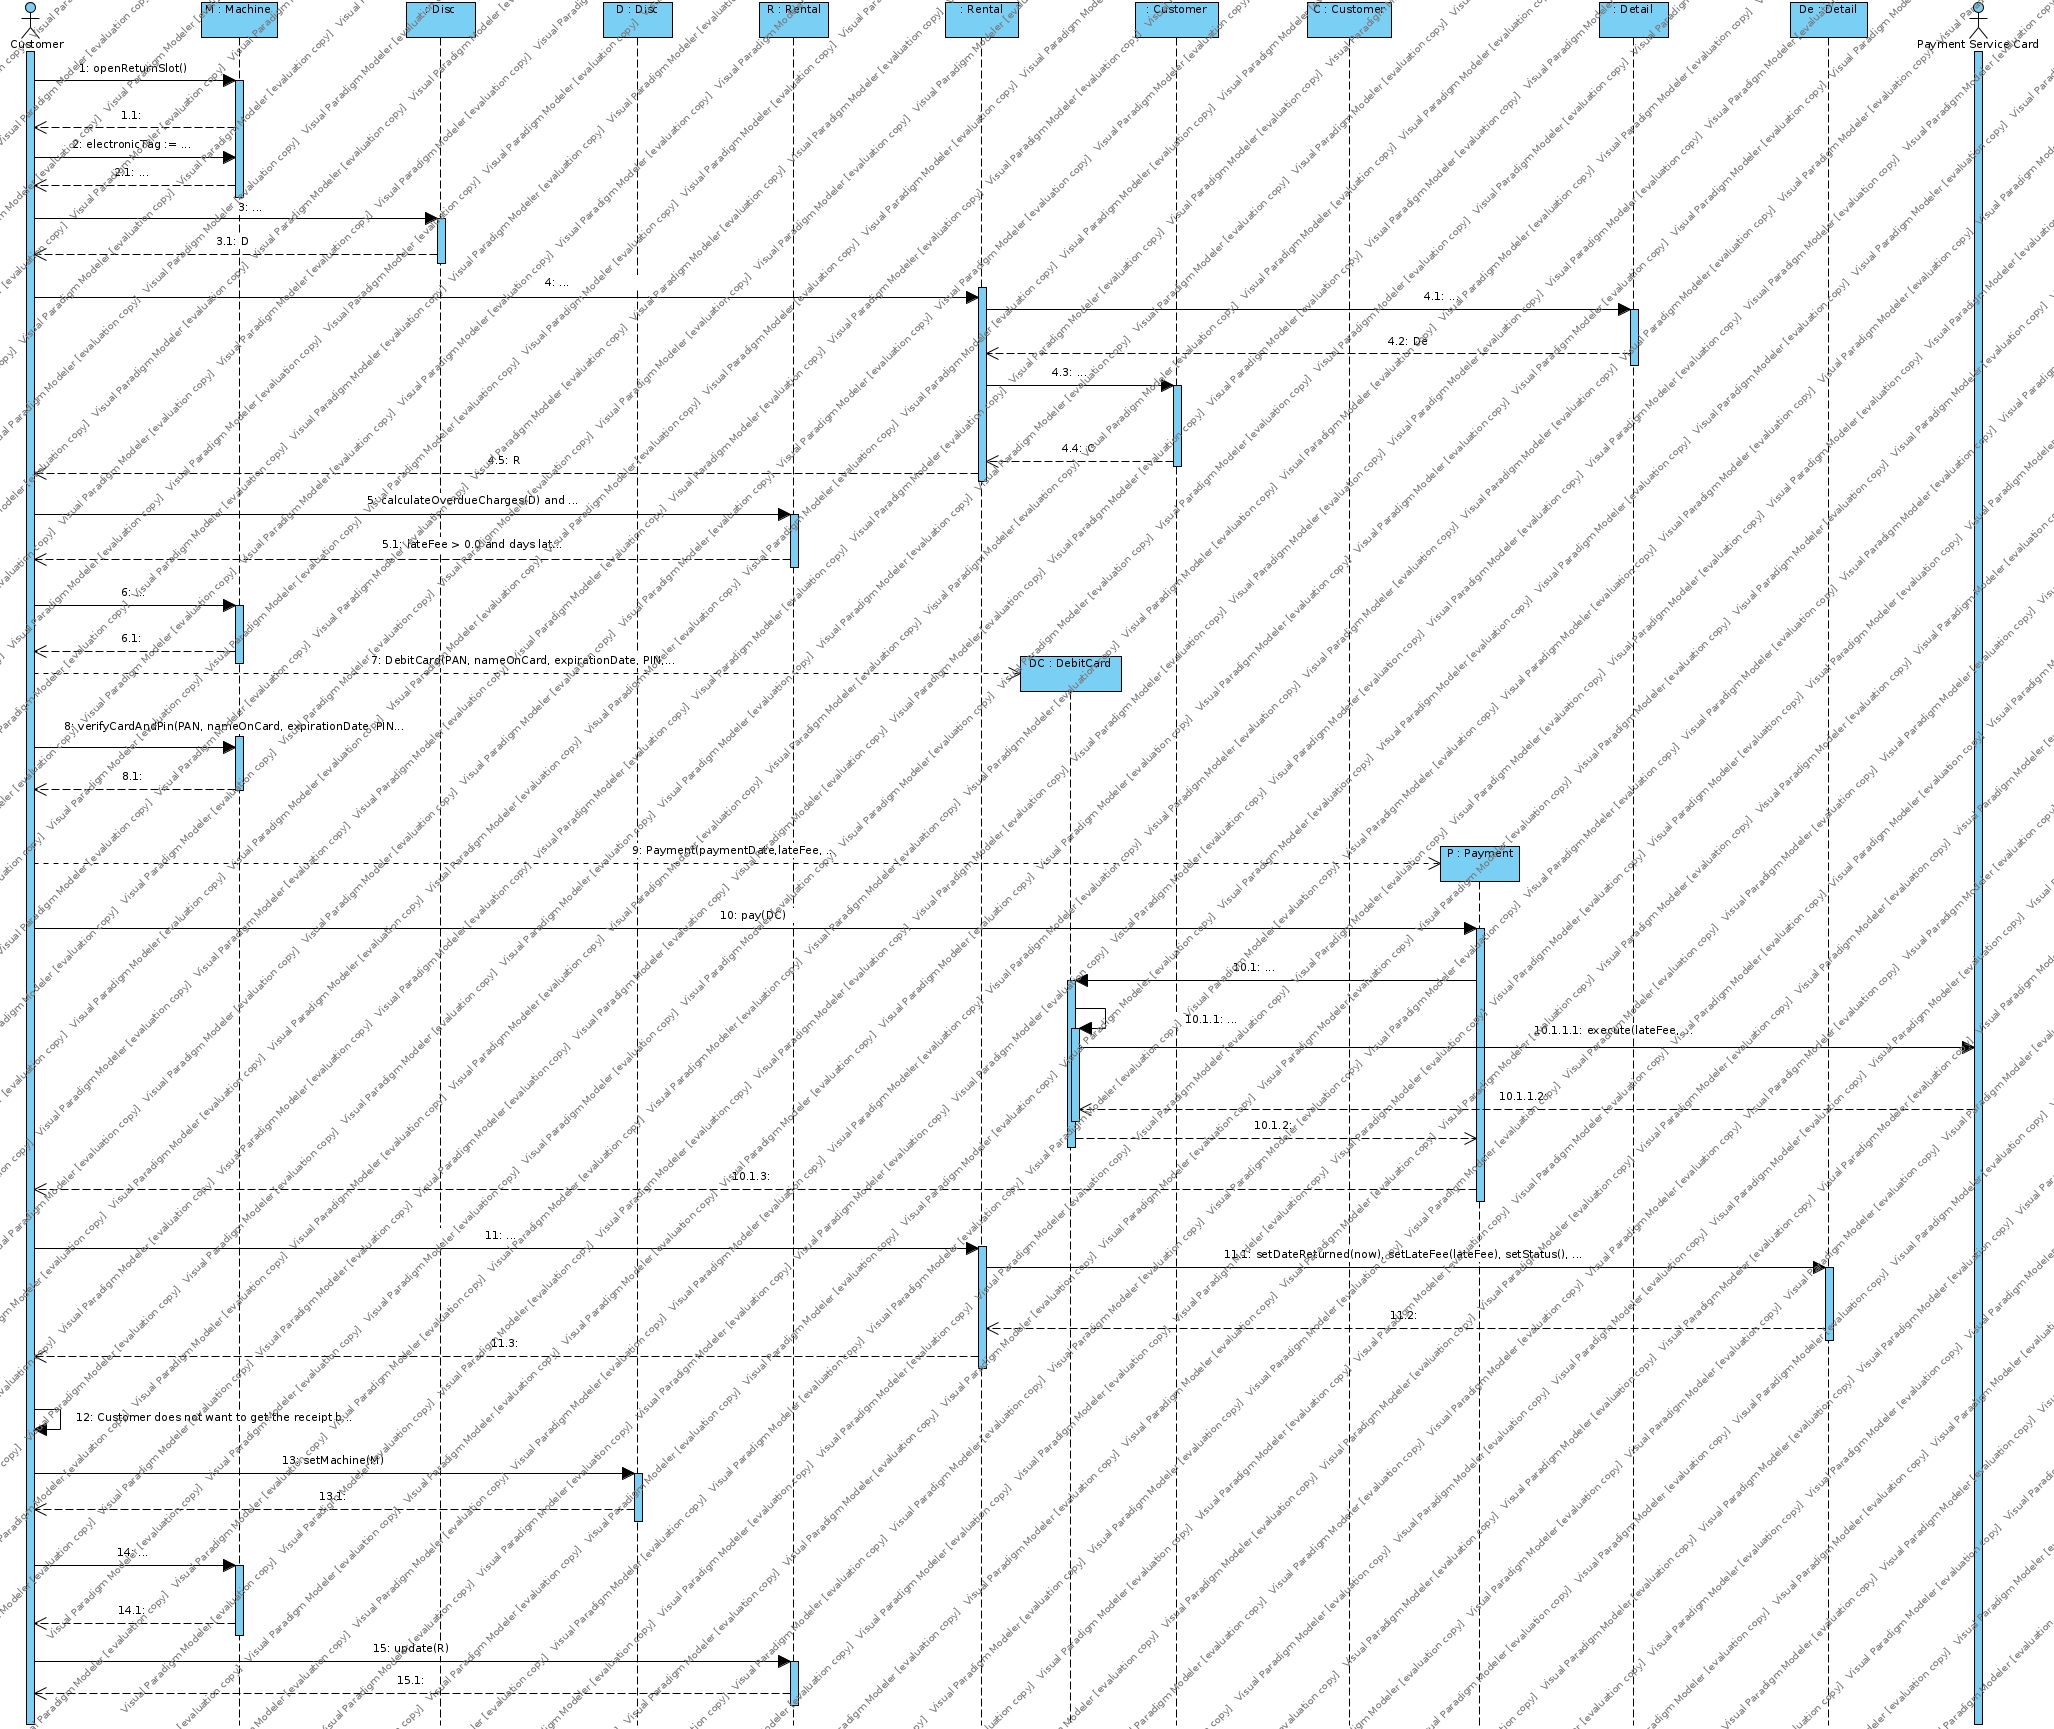 M : Machine
: Disc
D : Disc
R : Rental
: Rental
: Customer
C : Customer
: Detail
De : Detail
Customer
Payment Service Card
1: openReturnSlot()
1.1:
2: electronicTag := ...
2.1: ...
3: ...
3.1: D
4: ...
4.1: ...
4.2: De
4.3: ...
4.4: C
4.5: R
5: calculateOverdueCharges(D) and ...
5.1: lateFee > 0.0 and days lat...
6: ...
6.1:
7: DebitCard(PAN, nameOnCard, expirationDate, PIN,...
DC : DebitCard
8: verifyCardAndPin(PAN, nameOnCard, expirationDate, PIN...
8.1:
9: Payment(paymentDate,lateFee, ...
P : Payment
10: pay(DC)
10.1: ...
10.1.1: ...
10.1.1.1: execute(lateFee, ...
10.1.1.2:
10.1.2:
10.1.3:
11: ...
11.1: setDateReturned(now), setLateFee(lateFee), setStatus(), ...
11.2:
11.3:
12: Customer does not want to get the receipt b...
13: setMachine(M)
13.1:
14: ...
14.1:
15: update(R)
15.1:
Visual Paradigm Modeler [evaluation copy]